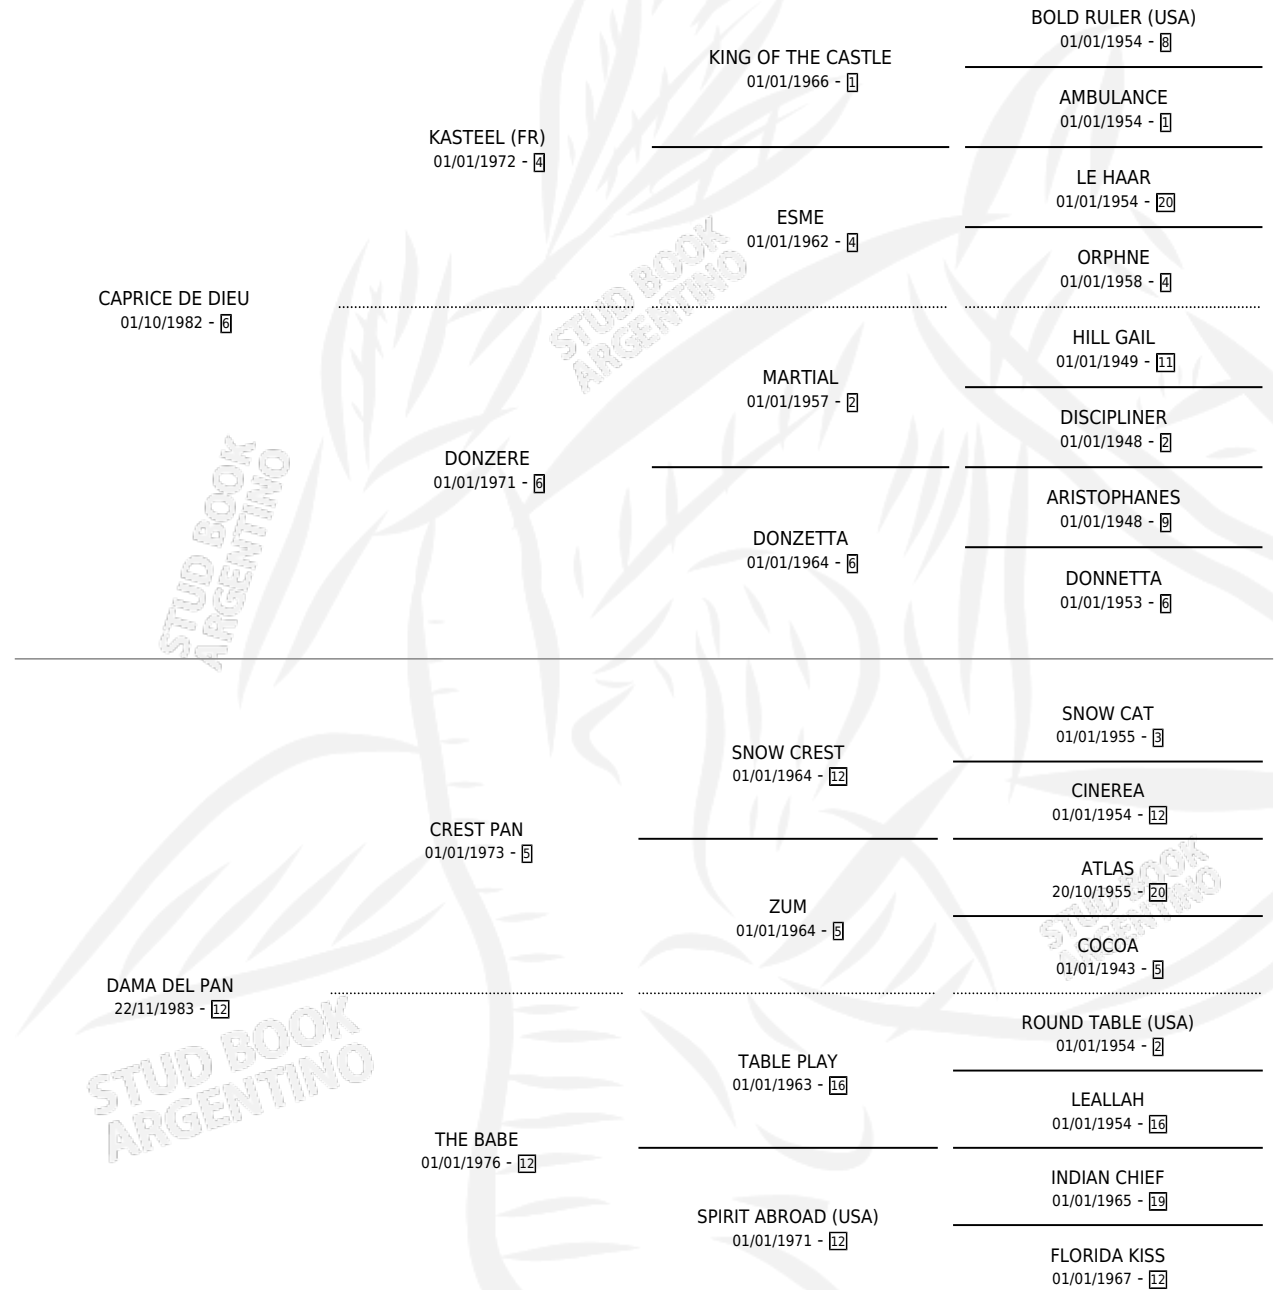 BOLD RULER (USA)
01/01/1954 - 8
KING OF THE CASTLE
01/01/1966 - 1
AMBULANCE
01/01/1954 - 1
KASTEEL (FR)
01/01/1972 - 4
LE HAAR
01/01/1954 - 20
ESME
01/01/1962 - 4
ORPHNE
01/01/1958 - 4
CAPRICE DE DIEU
01/10/1982 - 6
HILL GAIL
01/01/1949 - 11
MARTIAL
01/01/1957 - 2
DISCIPLINER
01/01/1948 - 2
DONZERE
01/01/1971 - 6
ARISTOPHANES
01/01/1948 - 9
DONZETTA
01/01/1964 - 6
DONNETTA
01/01/1953 - 6
STUD BOOK
ARGENTINO
STUD BOOK
ARGENTINO
SNOW CAT
01/01/1955 - 3
SNOW CREST
01/01/1964 - 12
CINEREA
01/01/1954 - 12
CREST PAN
01/01/1973 - 5
ATLAS
20/10/1955 - 20
ZUM
01/01/1964 - 5
COCOA
01/01/1943 - 5
STUD BOOK
ARGENTINO
DAMA DEL PAN
22/11/1983 - 12
ROUND TABLE (USA)
01/01/1954 - 2
TABLE PLAY
01/01/1963 - 16
LEALLAH
01/01/1954 - 16
THE BABE
01/01/1976 - 12
INDIAN CHIEF
01/01/1965 - 19
SPIRIT ABROAD (USA)
01/01/1971 - 12
FLORIDA KISS
01/01/1967 - 12
STUD BOOK
ARGENTINO